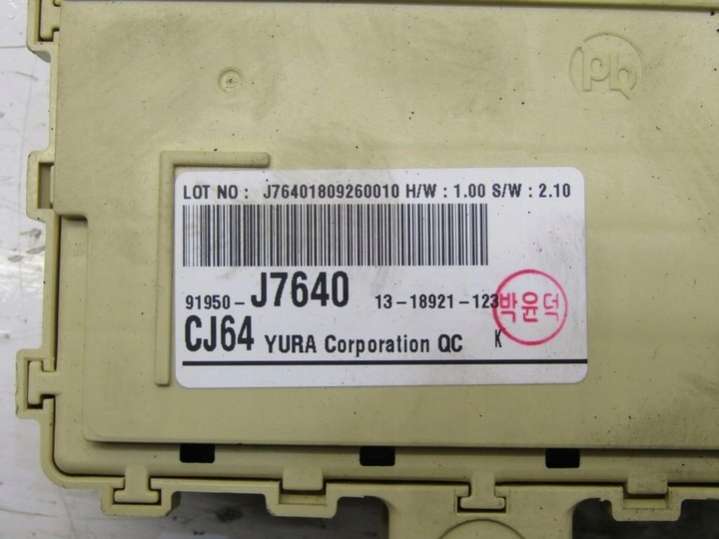 Pb
LOT NO : J76401809260010 H/W : 1.00 S/W : 2.10
91950-J7640 13-18921-123
박윤덕
CJ64 YURA Corporation QC K